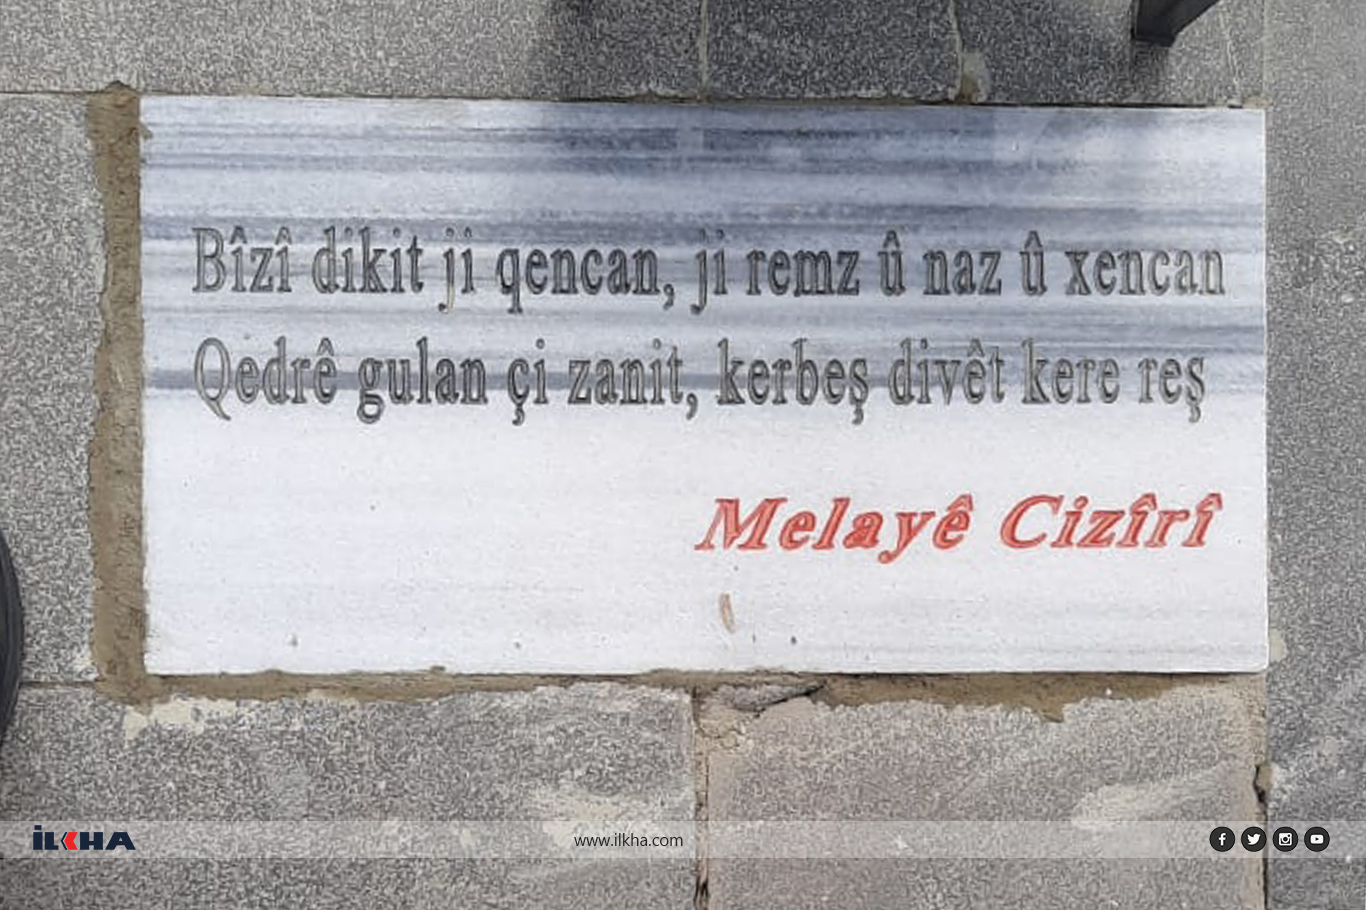 Bîzî dikit ji qencan, ji remz û naz û xencan
Qedrê gulan çi zanit, kerbeş divêt kere reş
Melayê Cizîrî
İLKHA
www.ilkha.com